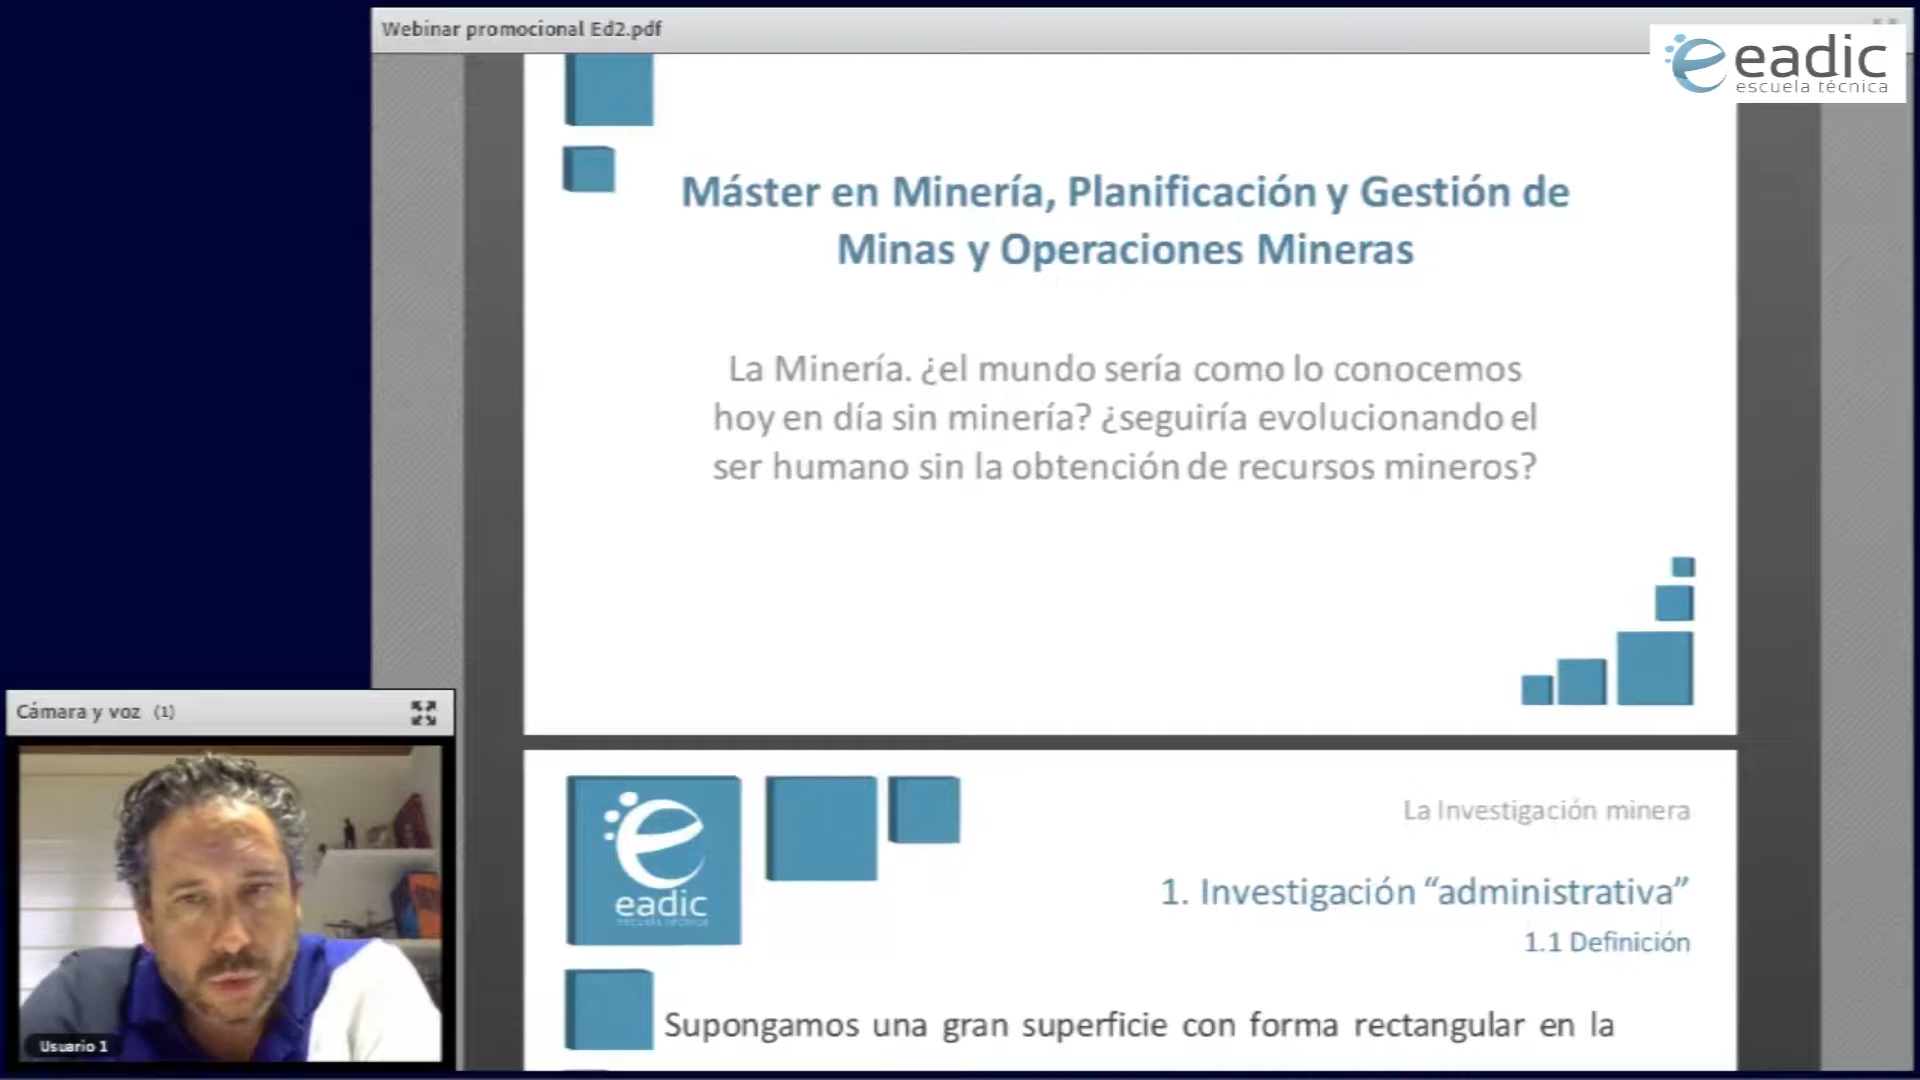 Webinar promocional Ed2.pdf
eadic
escuela técnica
Máster en Minería, Planificación y Gestión de
Minas y Operaciones Mineras
La Minería. ¿el mundo sería como lo conocemos
hoy en día sin minería? ¿seguiría evolucionando el
ser humano sin la obtención de recursos mineros?
Cámara y voz (1)
Usuario 1
eadic
escuela técnica
La Investigación minera
1. Investigación “administrativa”
1.1 Definición
Supongamos una gran superficie con forma rectangular en la